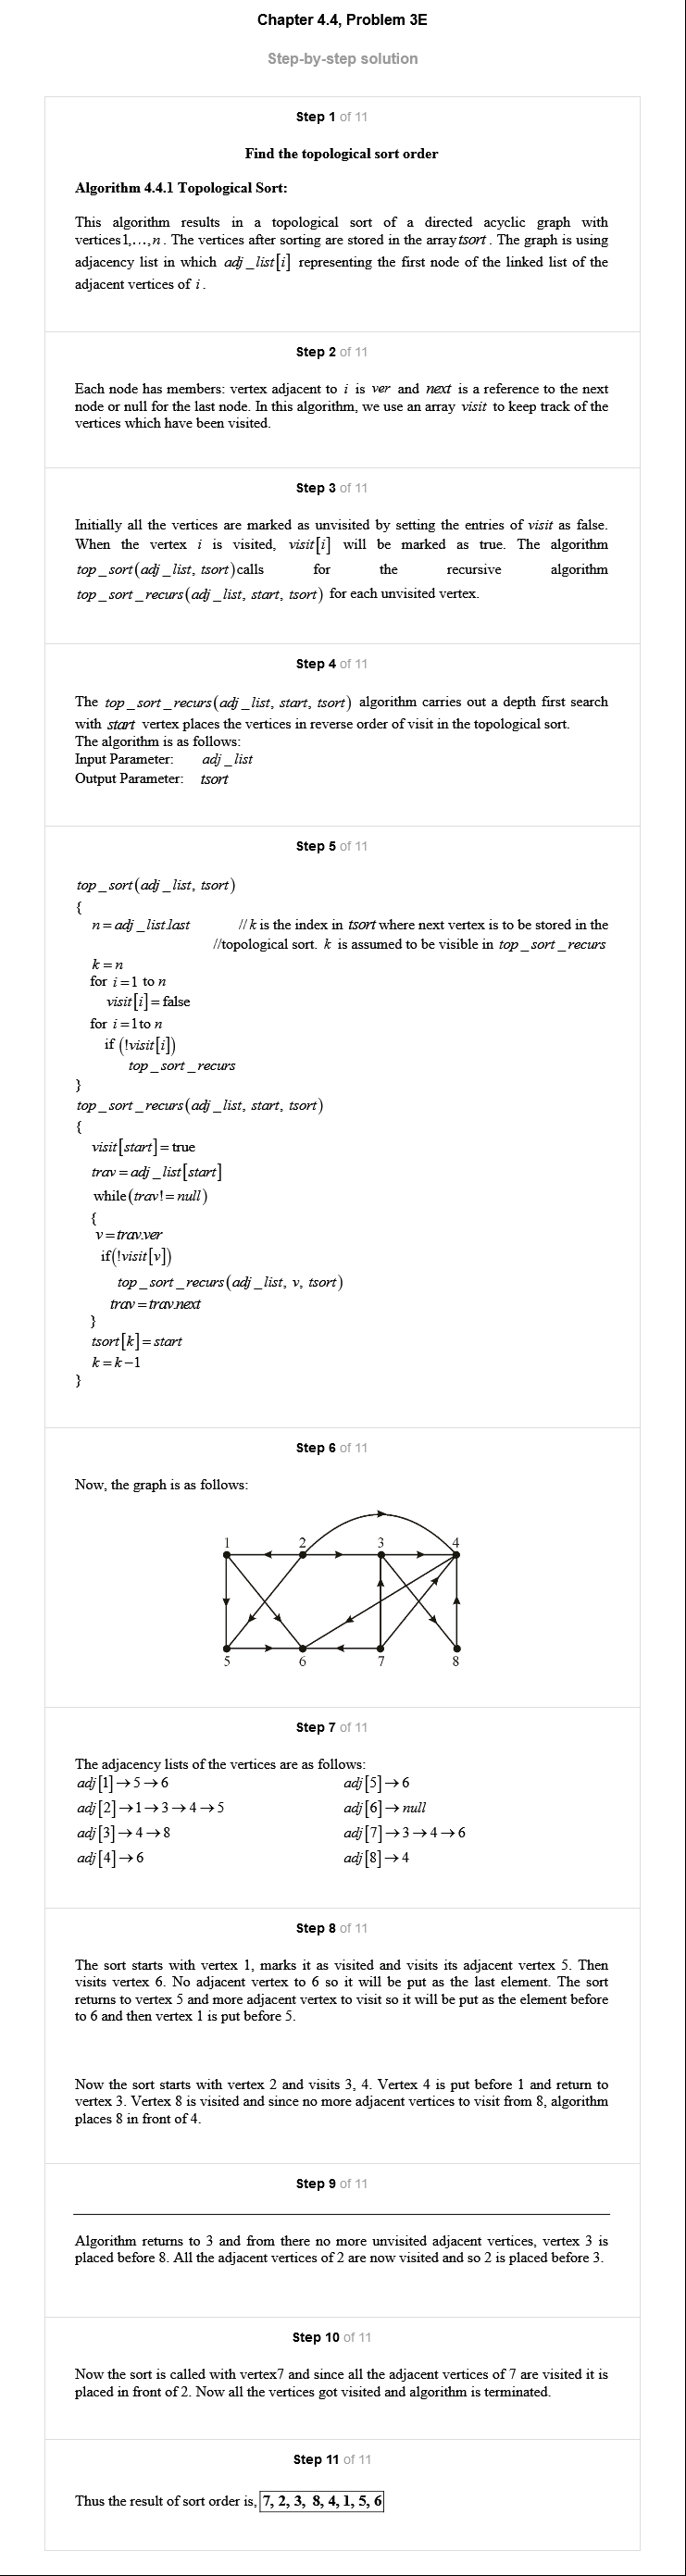 Chapter 4.4, Problem 3E
Step-by-step solution
Step 1 of 11
Find the topological sort order
Algorithm 4.4.1 Topological Sort:
This algorithm results in a topological sort of a directed acyclic graph with
vertices 1,…,n . The vertices after sorting are stored in the array tsort . The graph is using
adjacency list in which adj _list[i] representing the first node of the linked list of the
adjacent vertices of i .
Step 2 of 11
Each node has members: vertex adjacent to i is ver and next is a reference to the next
node or null for the last node. In this algorithm, we use an array visit to keep track of the
vertices which have been visited.
Step 3 of 11
Initially all the vertices are marked as unvisited by setting the entries of visit as false.
When the vertex i is visited, visit[i] will be marked as true. The algorithm
top _sort(adj _list, tsort)calls for the recursive algorithm
top _sort _recurs(adj _list, start, tsort) for each unvisited vertex.
Step 4 of 11
The top _sort _recurs(adj _list, start, tsort) algorithm carries out a depth first search
with start vertex places the vertices in reverse order of visit in the topological sort.
The algorithm is as follows:
Input Parameter: adj _list
Output Parameter: tsort
Step 5 of 11
top _sort(adj _list, tsort)
{
n = adj _list.last // k is the index in tsort where next vertex is to be stored in the
//topological sort. k is assumed to be visible in top _sort _recurs
k = n
for i = 1 to n
visit[i] = false
for i = 1to n
if (!visit[i])
top _sort _recurs
}
top _sort _recurs(adj _list, start, tsort)
{
visit[start] = true
trav = adj _list[start]
while(trav! = null)
{
v = trav.ver
if(!visit[v])
top _sort _recurs(adj _list, v, tsort)
trav = trav.next
}
tsort[k] = start
k = k −1
}
Step 6 of 11
Now, the graph is as follows:
1 2 3 4
5 6 7 8
Step 7 of 11
The adjacency lists of the vertices are as follows:
adj[1]→5→6 adj[5]→6
adj[2]→1→3→4→5 adj[6]→null
adj[3]→4→8 adj[7]→3→4→6
adj[4]→6 adj[8]→4
Step 8 of 11
The sort starts with vertex 1, marks it as visited and visits its adjacent vertex 5. Then
visits vertex 6. No adjacent vertex to 6 so it will be put as the last element. The sort
returns to vertex 5 and more adjacent vertex to visit so it will be put as the element before
to 6 and then vertex 1 is put before 5.
Now the sort starts with vertex 2 and visits 3, 4. Vertex 4 is put before 1 and return to
vertex 3. Vertex 8 is visited and since no more adjacent vertices to visit from 8, algorithm
places 8 in front of 4.
Step 9 of 11
Algorithm returns to 3 and from there no more unvisited adjacent vertices, vertex 3 is
placed before 8. All the adjacent vertices of 2 are now visited and so 2 is placed before 3.
Step 10 of 11
Now the sort is called with vertex7 and since all the adjacent vertices of 7 are visited it is
placed in front of 2. Now all the vertices got visited and algorithm is terminated.
Step 11 of 11
Thus the result of sort order is, 7, 2, 3, 8, 4, 1, 5, 6